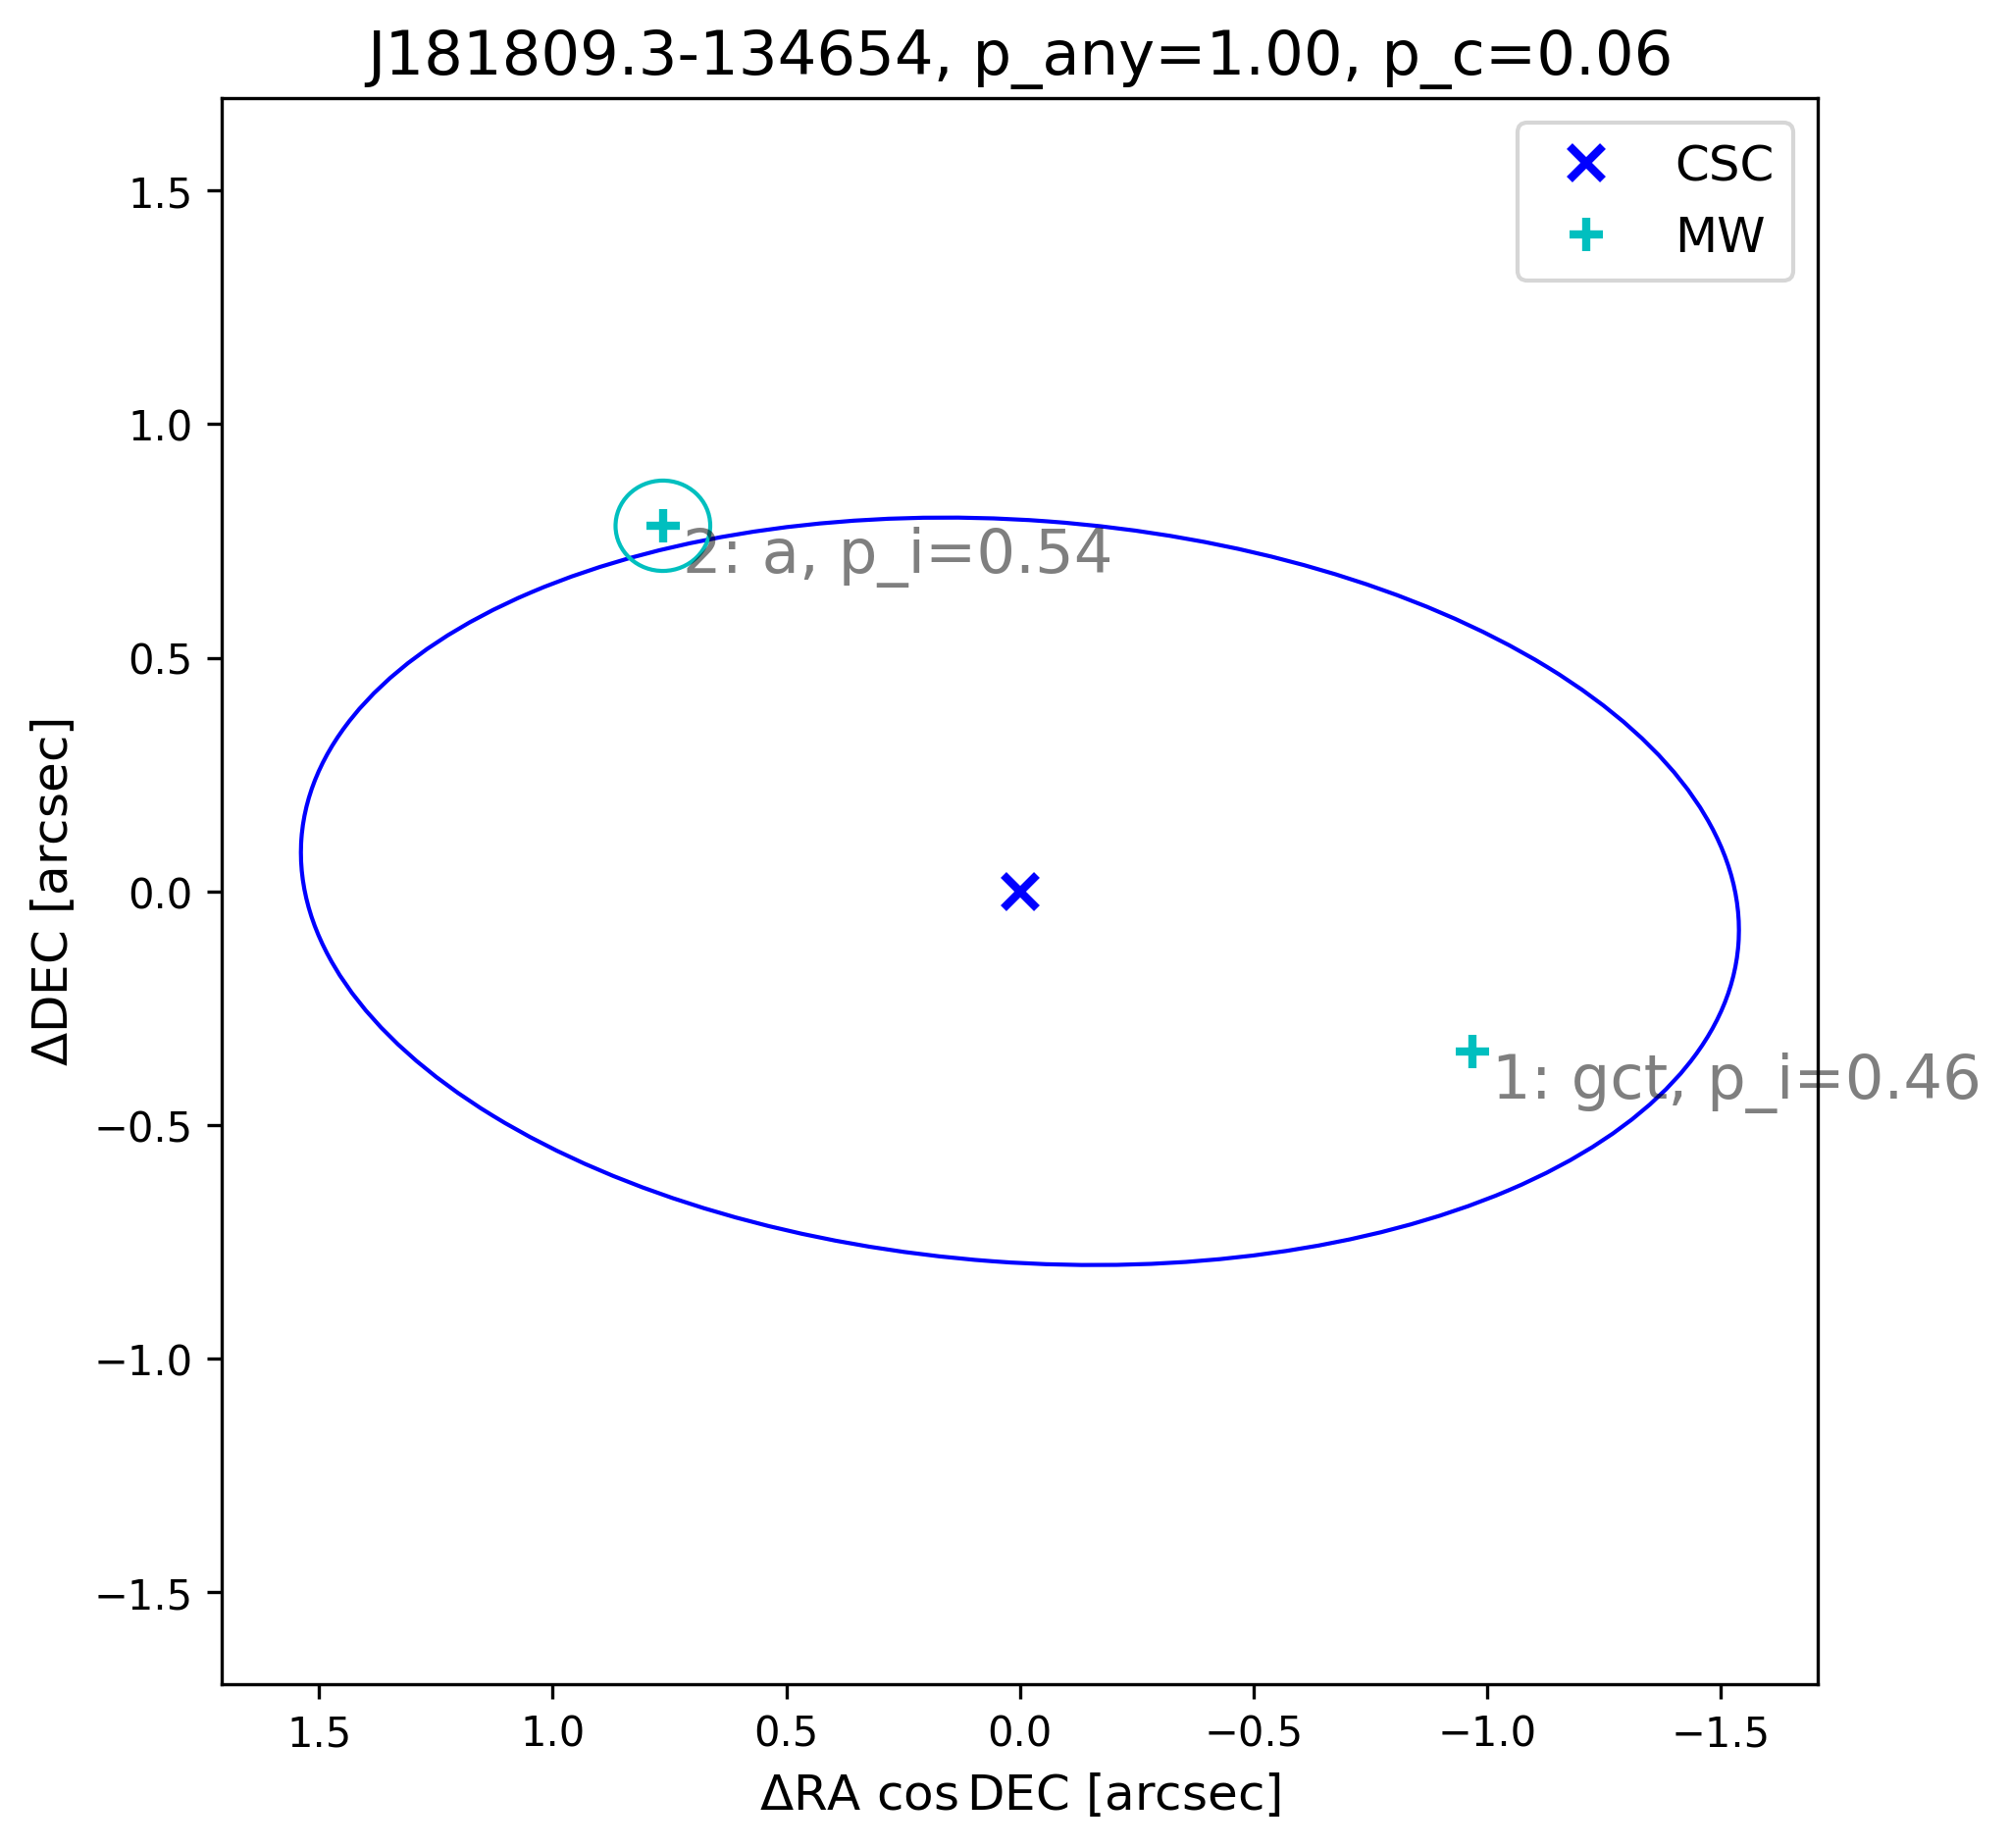 J181809.3-134654, p_any=1.00, p_c=0.06
CSC
MW
1.5
1.0
0.5
0.0
−0.5
−1.0
−1.5
ΔDEC [arcsec]
2: a, p_i=0.54
1: gct, p_i=0.46
1.5
1.0
0.5
0.0
−0.5
−1.0
−1.5
ΔRA cos DEC [arcsec]